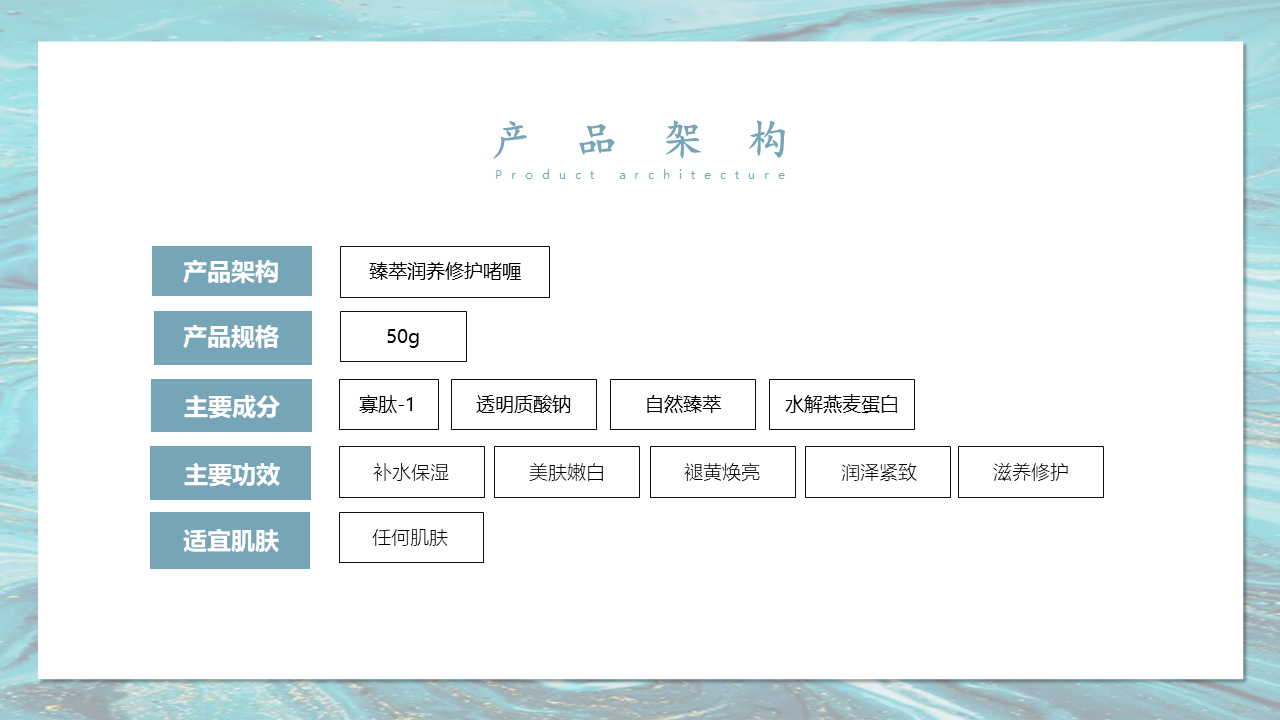 产品架构
Product architecture
产品架构 臻萃润养修护啫喱
产品规格 50g
主要成分 寡肽-1 透明质酸钠 自然臻萃 水解燕麦蛋白
主要功效 补水保湿 美肤嫩白 褪黄焕亮 润泽紧致 滋养修护
适宜肌肤 任何肌肤